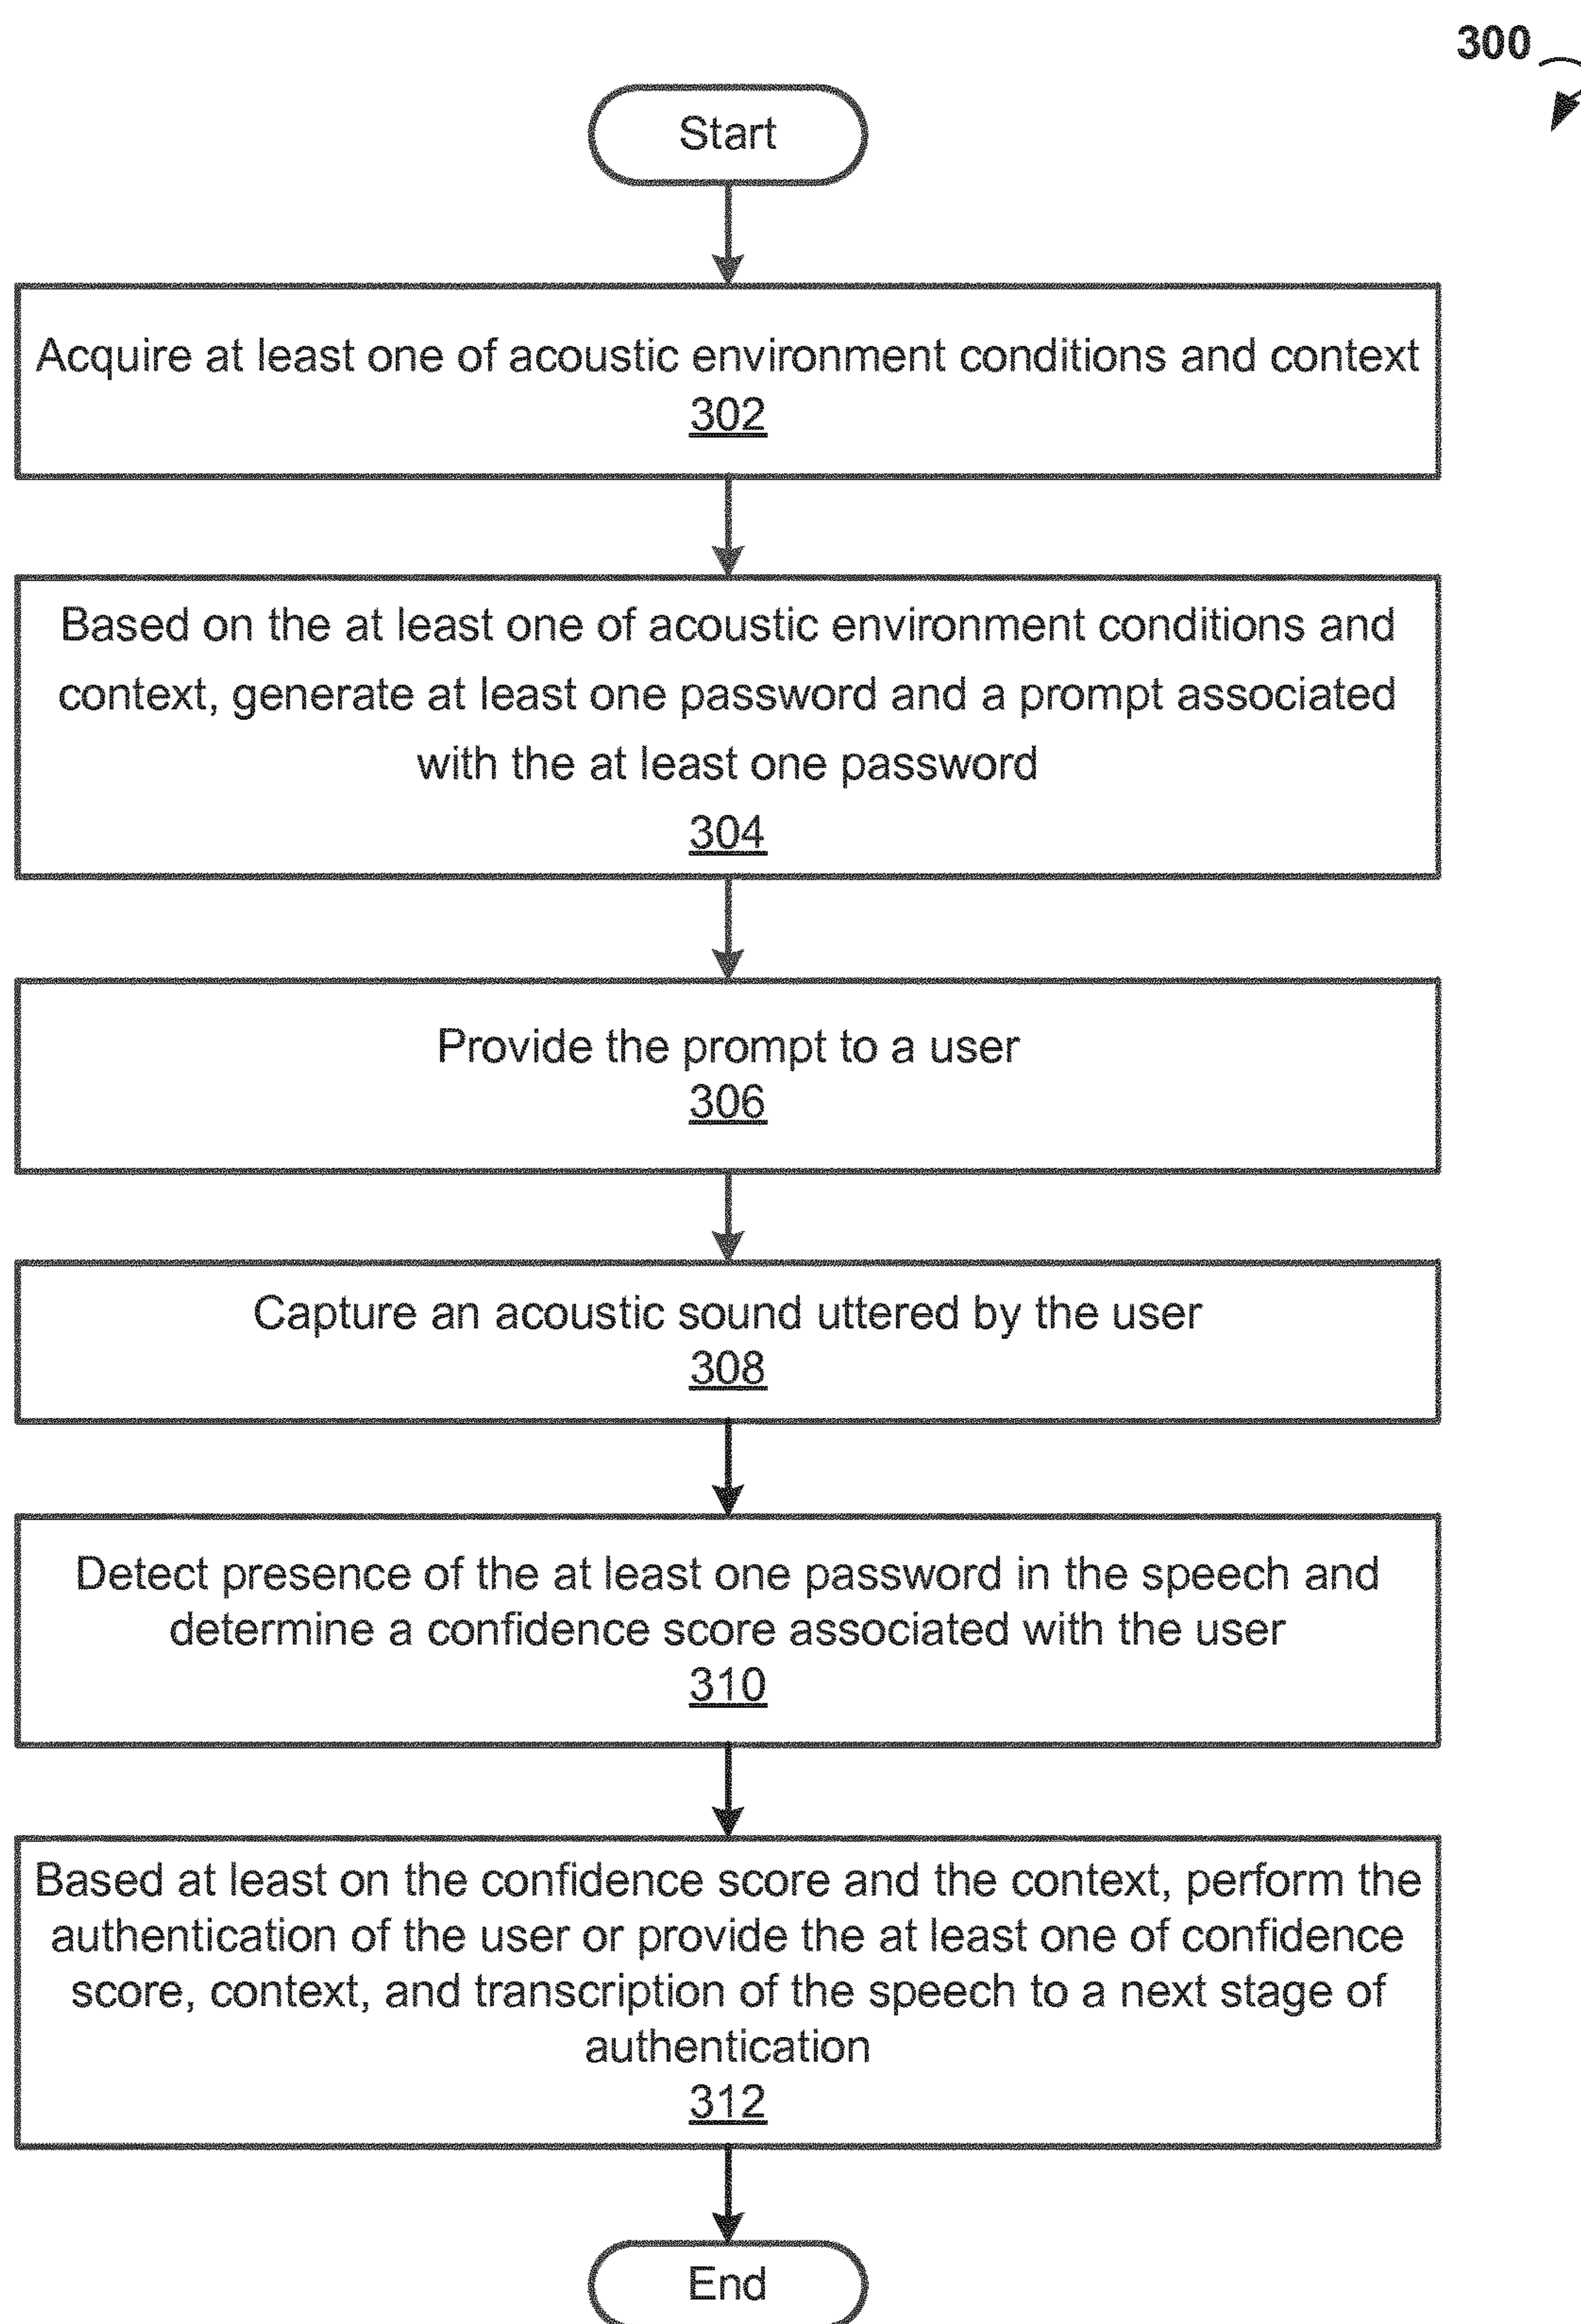 300
Start
Acquire at least one of acoustic environment conditions and context
302
Based on the at least one of acoustic environment conditions and
context, generate at least one password and a prompt associated
with the at least one password
304
Provide the prompt to a user
306
Capture an acoustic sound uttered by the user
308
Detect presence of the at least one password in the speech and
determine a confidence score associated with the user
310
Based at least on the confidence score and the context, perform the
authentication of the user or provide the at least one of confidence
score, context, and transcription of the speech to a next stage of
authentication
312
End